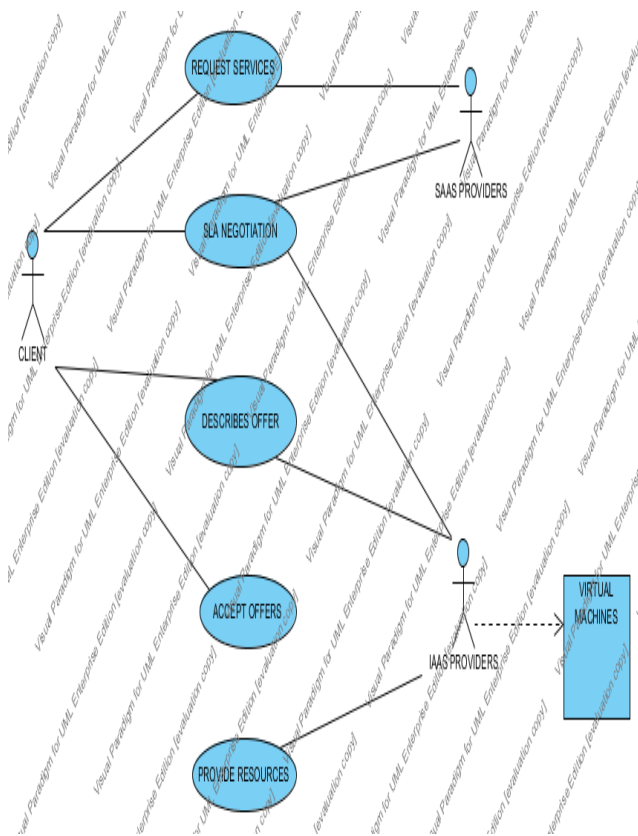 REQUEST SERVICES
SAAS PROVIDERS
SLA NEGOTIATION
CLIENT
DESCRIBES OFFER
VIRTUAL
MACHINES
ACCEPT OFFERS
IAAS PROVIDERS
PROVIDE RESOURCES
Visual Paradigm for UML Enterprise Edition [evaluation copy]